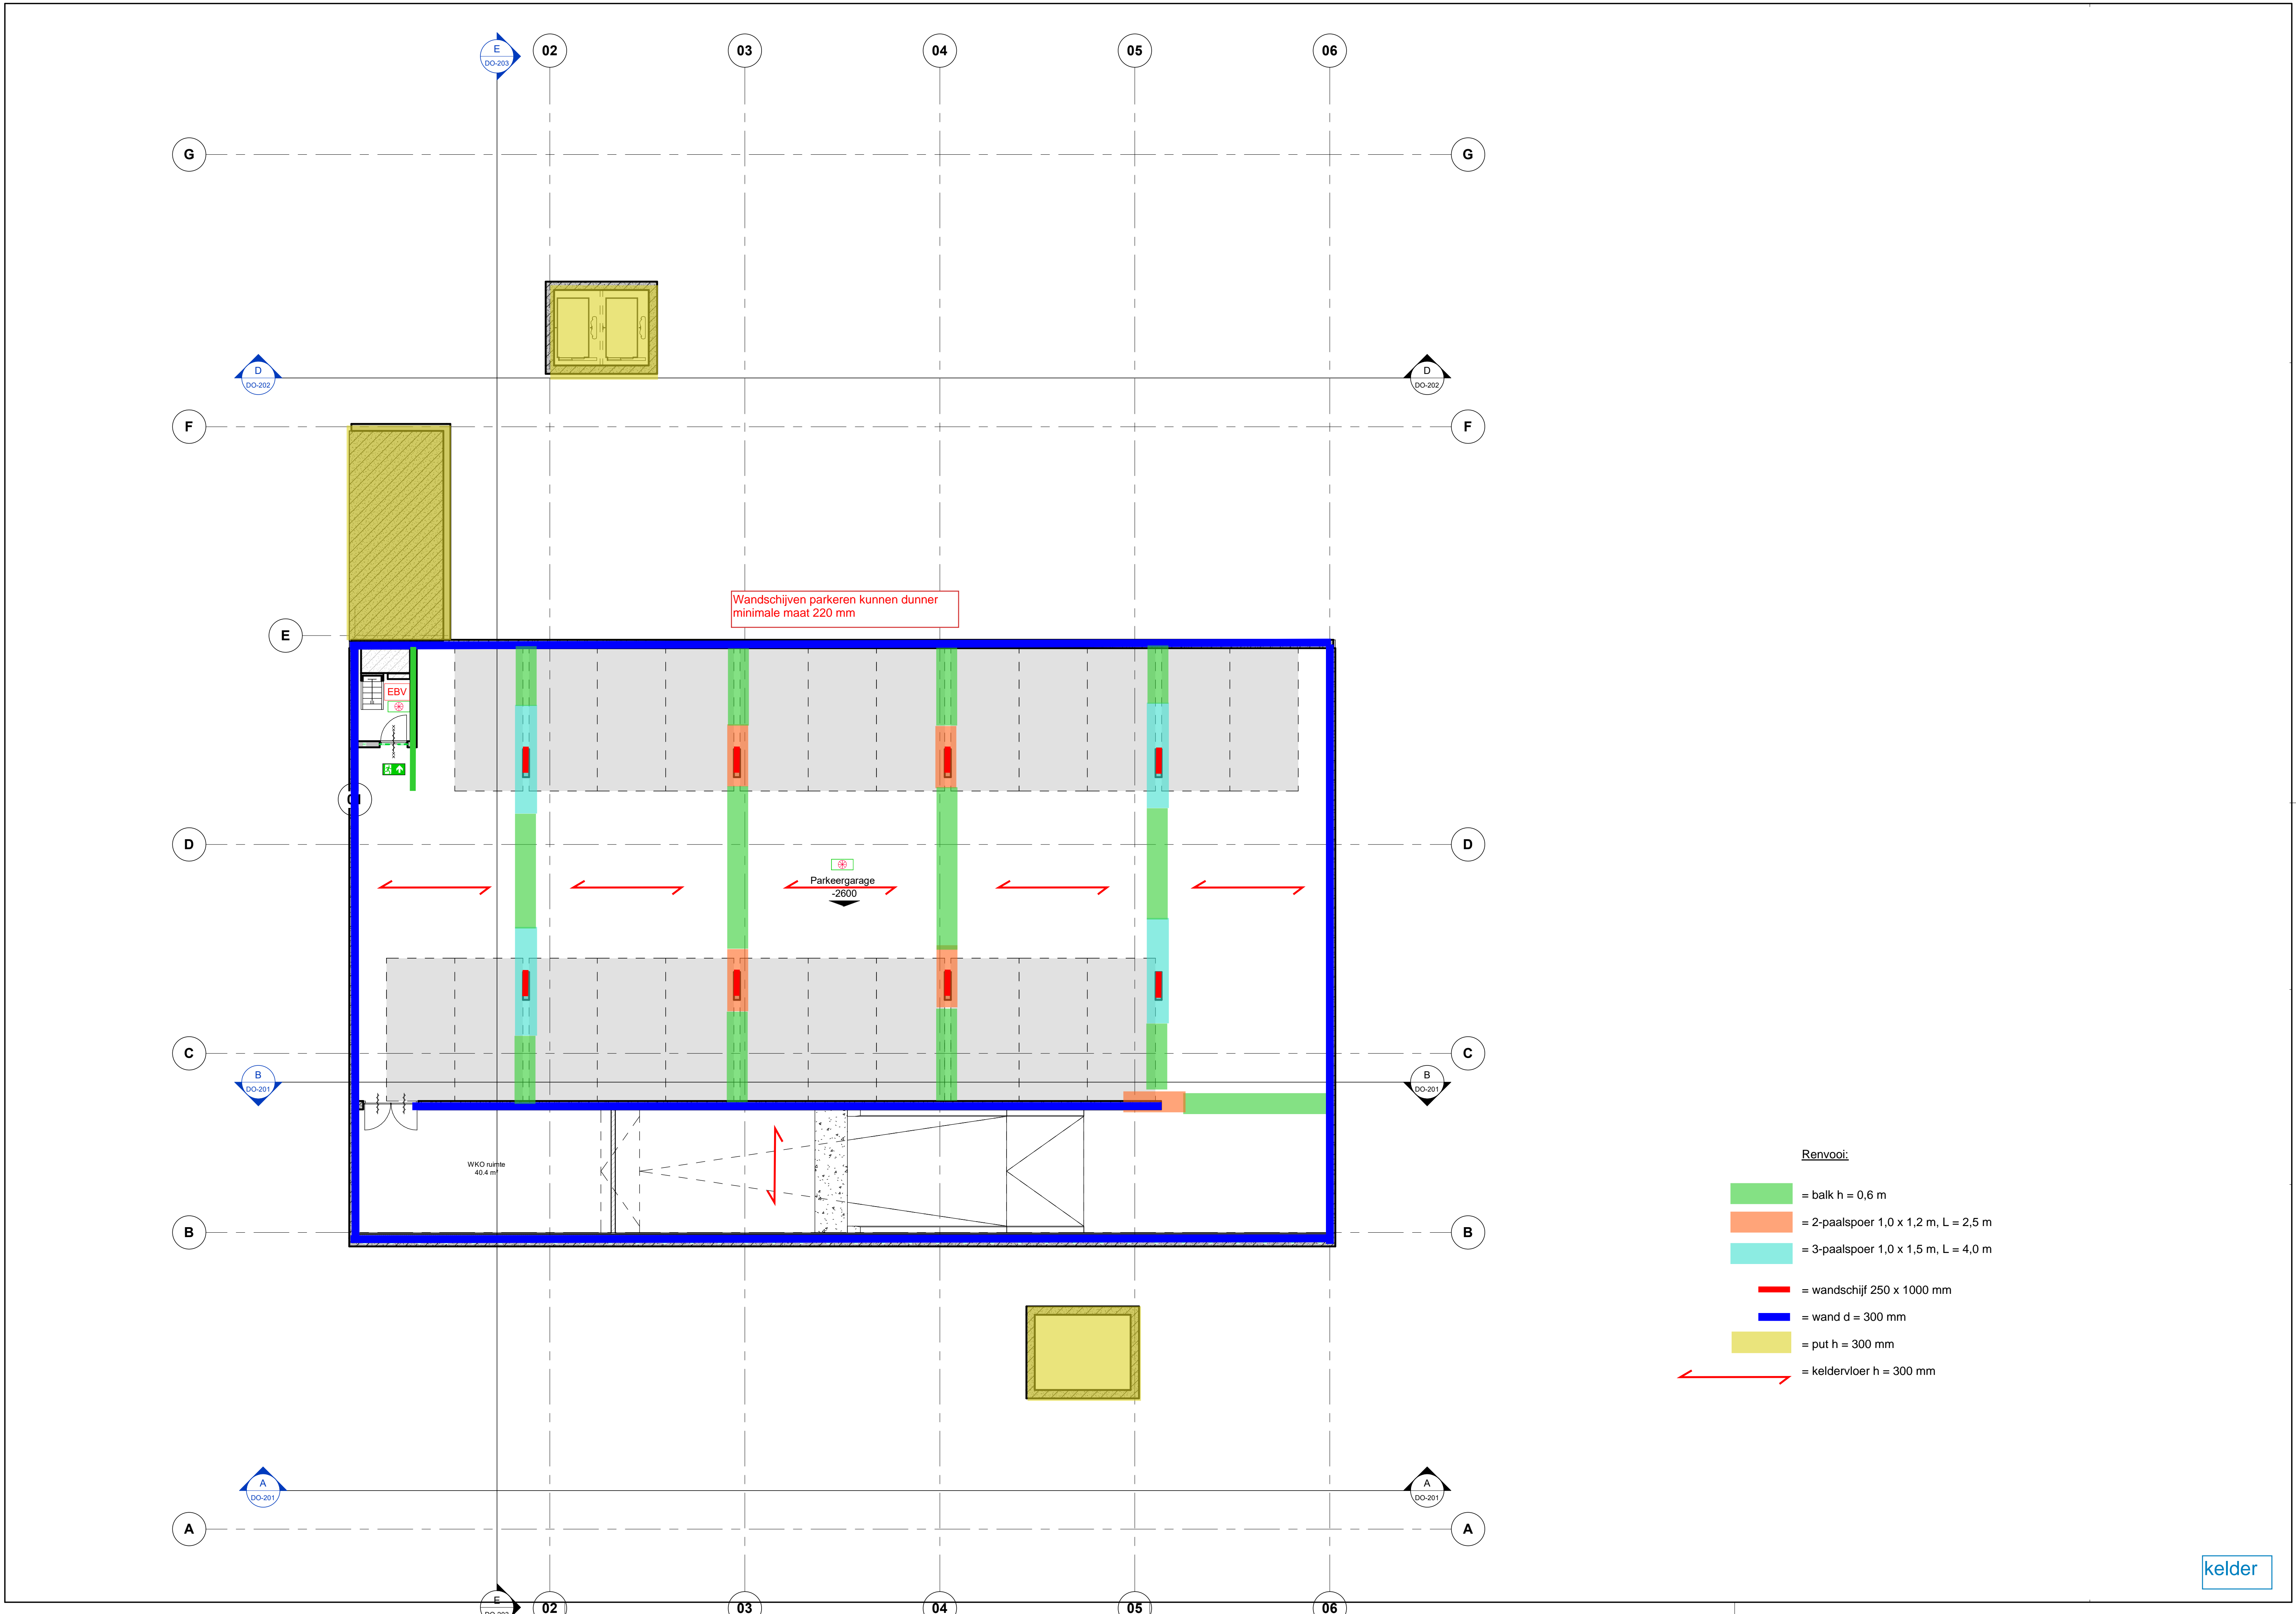 E
DO-203
02
03
04
05
06
G
G
D
DO-202
D
DO-202
F
F
Wandschijven parkeren kunnen dunner
minimale maat 220 mm
E
EBV
D
D
Parkeergarage
-2600
C
C
B
DO-201
B
DO-201
WKO ruimte
40.4 m²
B
B
Renvooi:
= balk h = 0,6 m
= 2-paalspoer 1,0 x 1,2 m, L = 2,5 m
= 3-paalspoer 1,0 x 1,5 m, L = 4,0 m
= wandschijf 250 x 1000 mm
= wand d = 300 mm
= put h = 300 mm
= keldervloer h = 300 mm
A
DO-201
A
DO-201
A
A
kelder
E
02
03
04
05
06